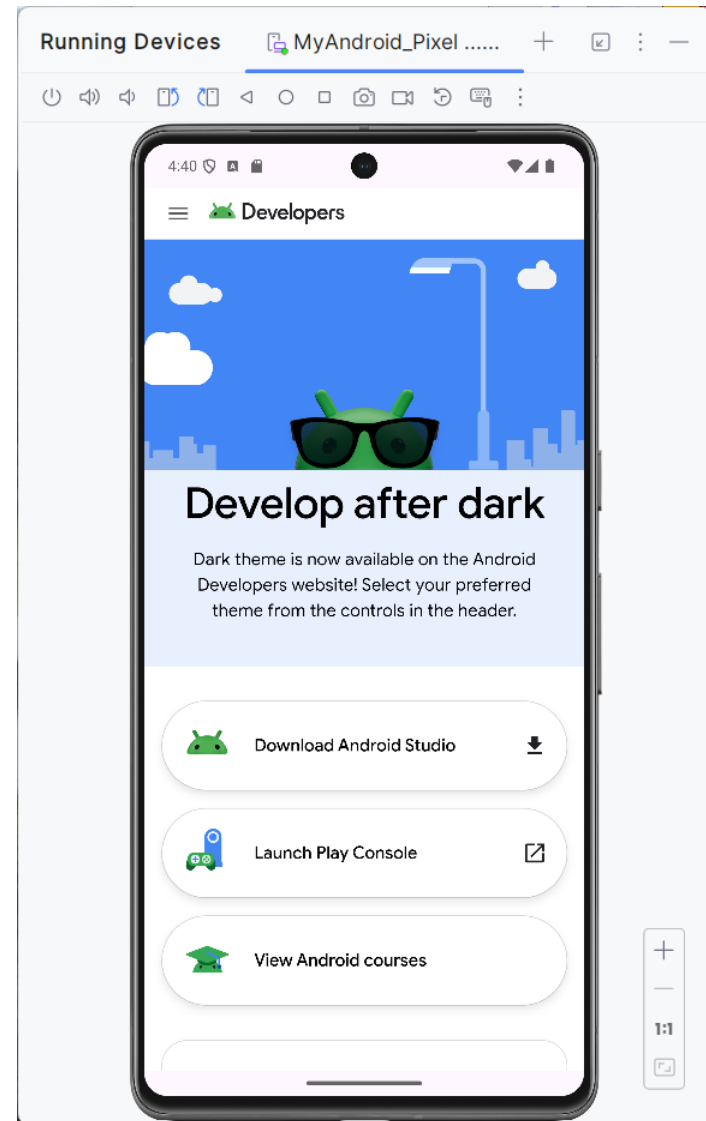 Running Devices
MyAndroid_Pixel ......
4:40
A
Developers
Develop after dark
Dark theme is now available on the Android
Developers website! Select your preferred
theme from the controls in the header.
Download Android Studio
Launch Play Console
View Android courses
1:1